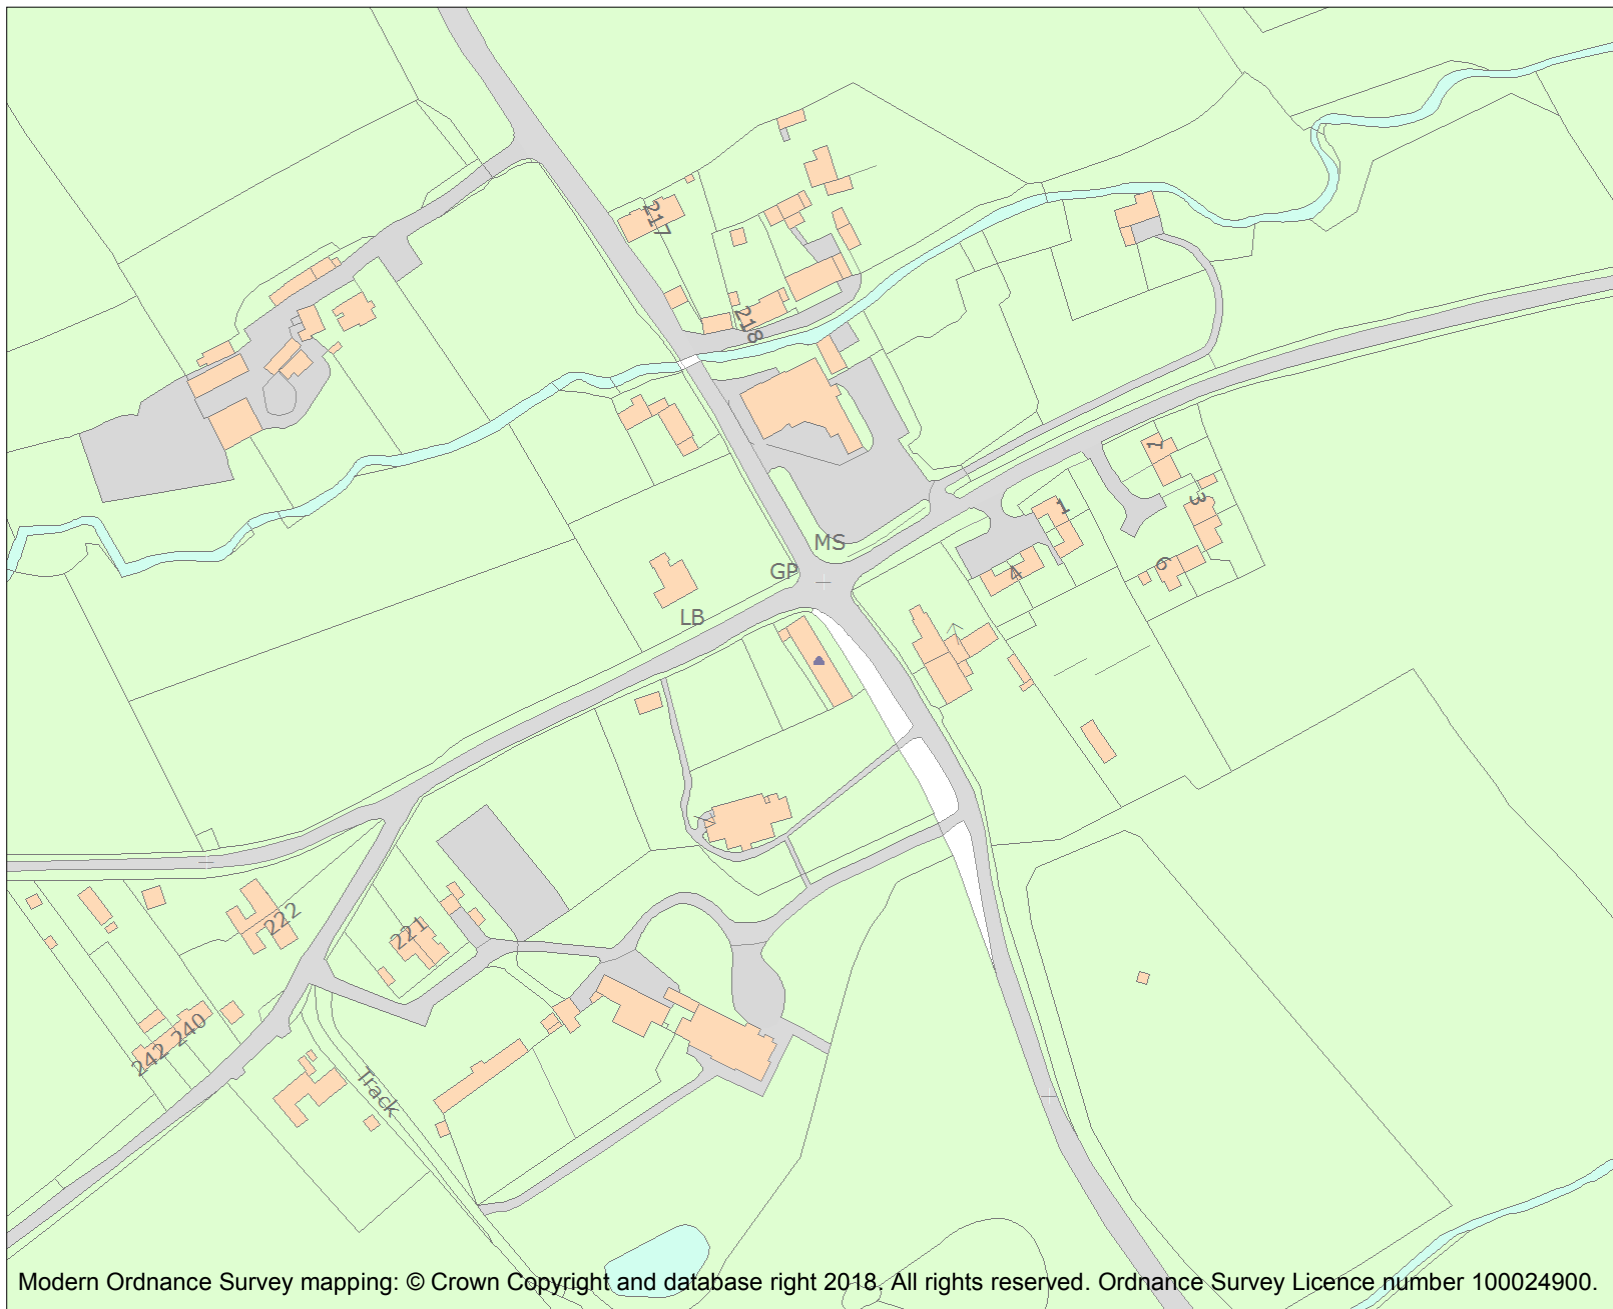 217
218
1
3
1
MS
GP
4
6
LB
222
221
240
242
Track
Modern Ordnance Survey mapping: © Crown Copyright and database right 2018. All rights reserved. Ordnance Survey Licence number 100024900.